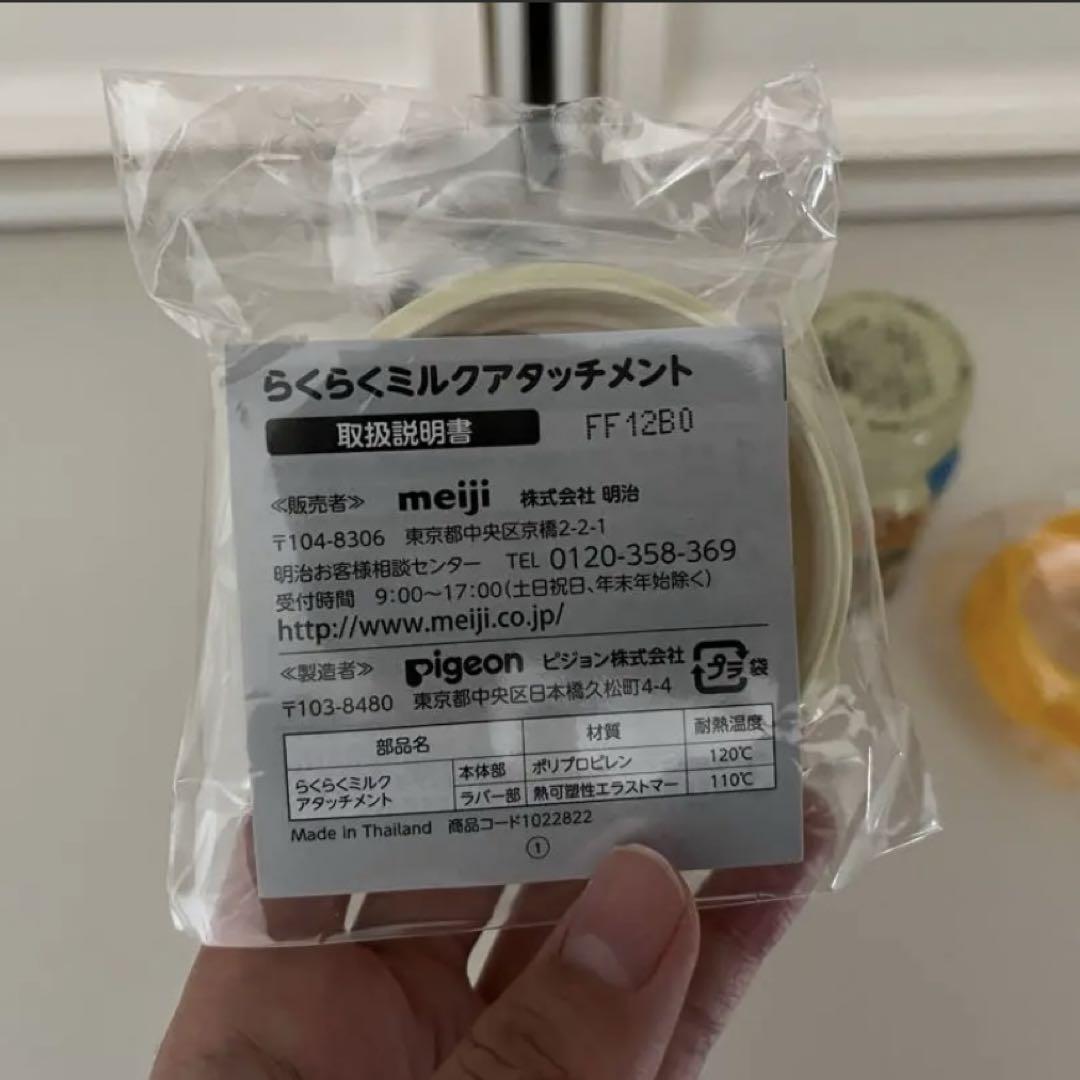 らくらくミルクアタッチメント
取扱説明書 FF12B0
≪販売者≫ meiji 株式会社 明治
〒104-8306 東京都中央区京橋2-2-1
明治お客様相談センター TEL 0120-358-369
受付時間 9:00〜17:00(土日祝日、年末年始除く)
http://www.meiji.co.jp/
≪製造者≫ pigeon ピジョン株式会社 プラ 袋
〒103-8480 東京都中央区日本橋久松町4-4
部品名 材質 耐熱温度
らくらくミルク
アタッチメント
本体部 ポリプロピレン 120℃
ラバー部 熱可塑性エラストマー 110℃
Made in Thailand 商品コード1022822
①